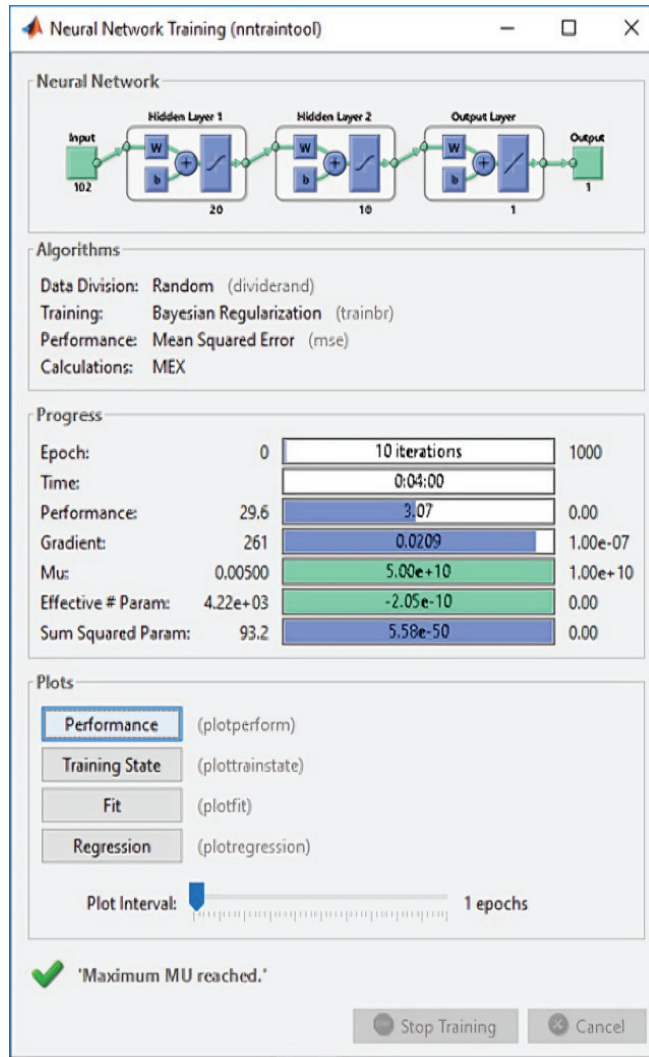 Neural Network Training (nntraintool)
Neural Network
Hidden Layer 1 Hidden Layer 2 Output Layer
Input Output
W W W
+ + +
b b b
102 20 10 1 1
Algorithms
Data Division: Random (dividerand)
Training: Bayesian Regularization (trainbr)
Performance: Mean Squared Error (mse)
Calculations: MEX
Progress
Epoch: 0 10 iterations 1000
Time: 0:04:00
Performance: 29.6 3.07 0.00
Gradient: 261 0.0209 1.00e-07
Mu: 0.00500 5.00e+10 1.00e+10
Effective # Param: 4.22e+03 -2.05e-10 0.00
Sum Squared Param: 93.2 5.58e-50 0.00
Plots
Performance (plotperform)
Training State (plottrainstate)
Fit (plotfit)
Regression (plotregression)
Plot Interval: 1 epochs
'Maximum MU reached.'
Stop Training Cancel